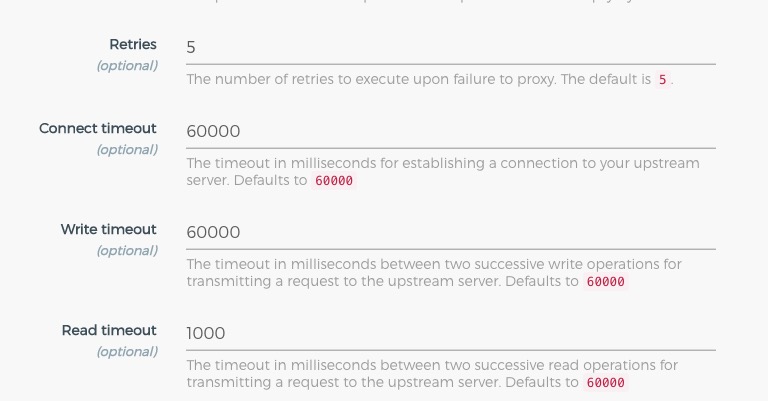 Retries
5
(optional)
The number of retries to execute upon failure to proxy. The default is 5.
Connect timeout
60000
(optional)
The timeout in milliseconds for establishing a connection to your upstream
server. Defaults to 60000
Write timeout
60000
(optional)
The timeout in milliseconds between two successive write operations for
transmitting a request to the upstream server. Defaults to 60000
Read timeout
1000
(optional)
The timeout in milliseconds between two successive read operations for
transmitting a request to the upstream server. Defaults to 60000